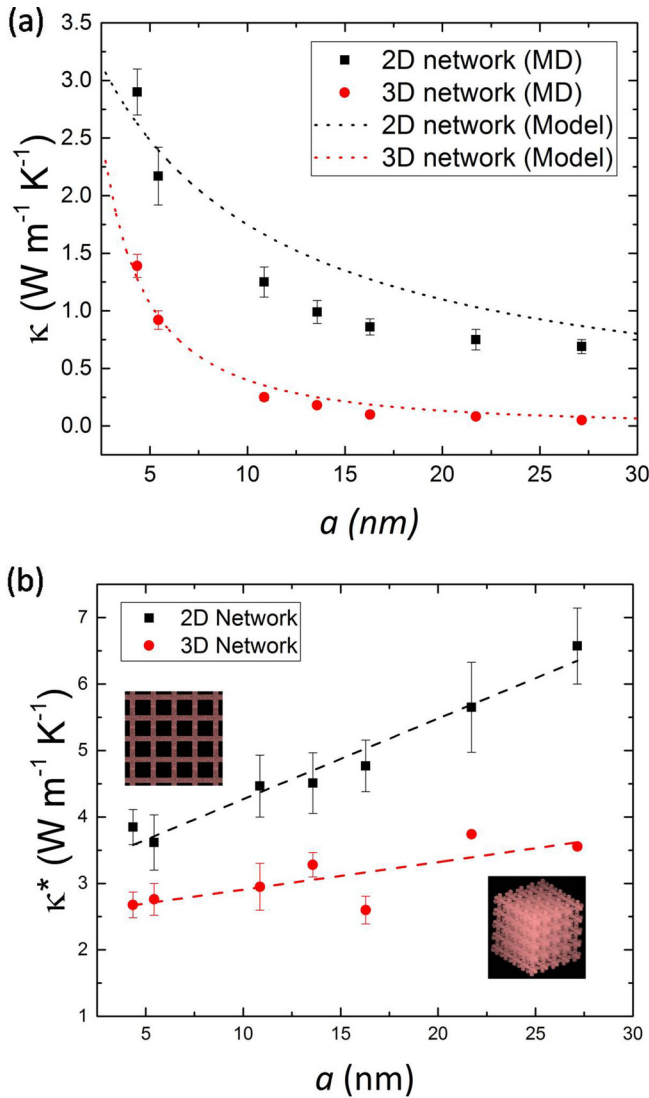 (a)
3.5
3.0
2.5
2.0
1.5
1.0
0.5
0.0
κ (W m⁻¹ K⁻¹)
2D network (MD)
3D network (MD)
2D network (Model)
3D network (Model)
5 10 15 20 25 30
a (nm)
(b)
7
6
5
4
3
2
1
κ* (W m⁻¹ K⁻¹)
2D Network
3D Network
5 10 15 20 25 30
a (nm)